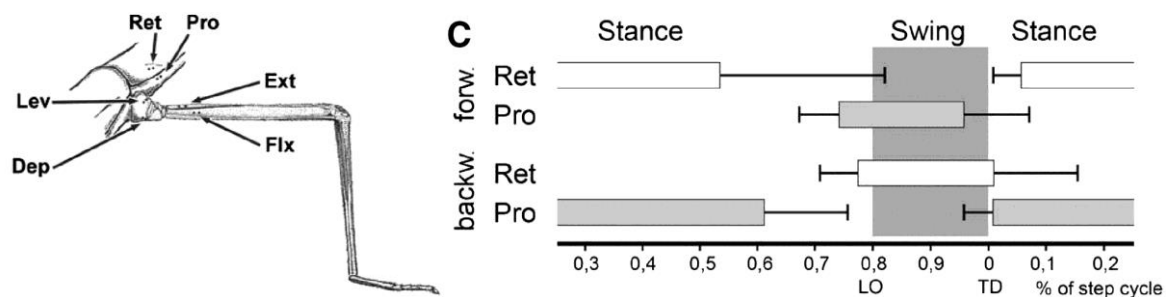 Ret Pro
Lev
Ext
Dep
Flx
C
Stance Swing Stance
forw.
Ret
Pro
backw.
Ret
Pro
0,3 0,4 0,5 0,6 0,7 0,8 0,9 0 0,1 0,2
LO TD % of step cycle